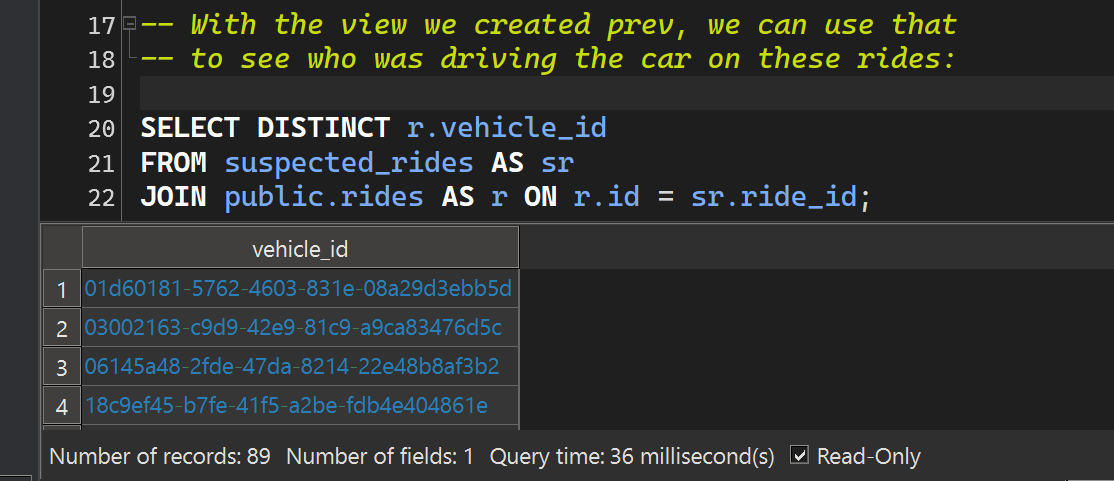 17 -- With the view we created prev, we can use that
18 -- to see who was driving the car on these rides:
19
20 SELECT DISTINCT r.vehicle_id
21 FROM suspected_rides AS sr
22 JOIN public.rides AS r ON r.id = sr.ride_id;
vehicle_id
1 01d60181-5762-4603-831e-08a29d3ebb5d
2 03002163-c9d9-42e9-81c9-a9ca83476d5c
3 06145a48-2fde-47da-8214-22e48b8af3b2
4 18c9ef45-b7fe-41f5-a2be-fdb4e404861e
Number of records: 89 Number of fields: 1 Query time: 36 millisecond(s) Read-Only